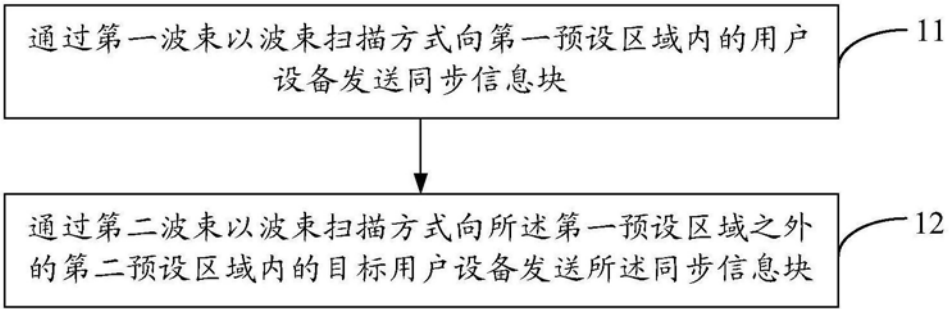 通过第一波束以波束扫描方式向第一预设区域内的用户
设备发送同步信息块
11
通过第二波束以波束扫描方式向所述第一预设区域之外
的第二预设区域内的目标用户设备发送所述同步信息块
12